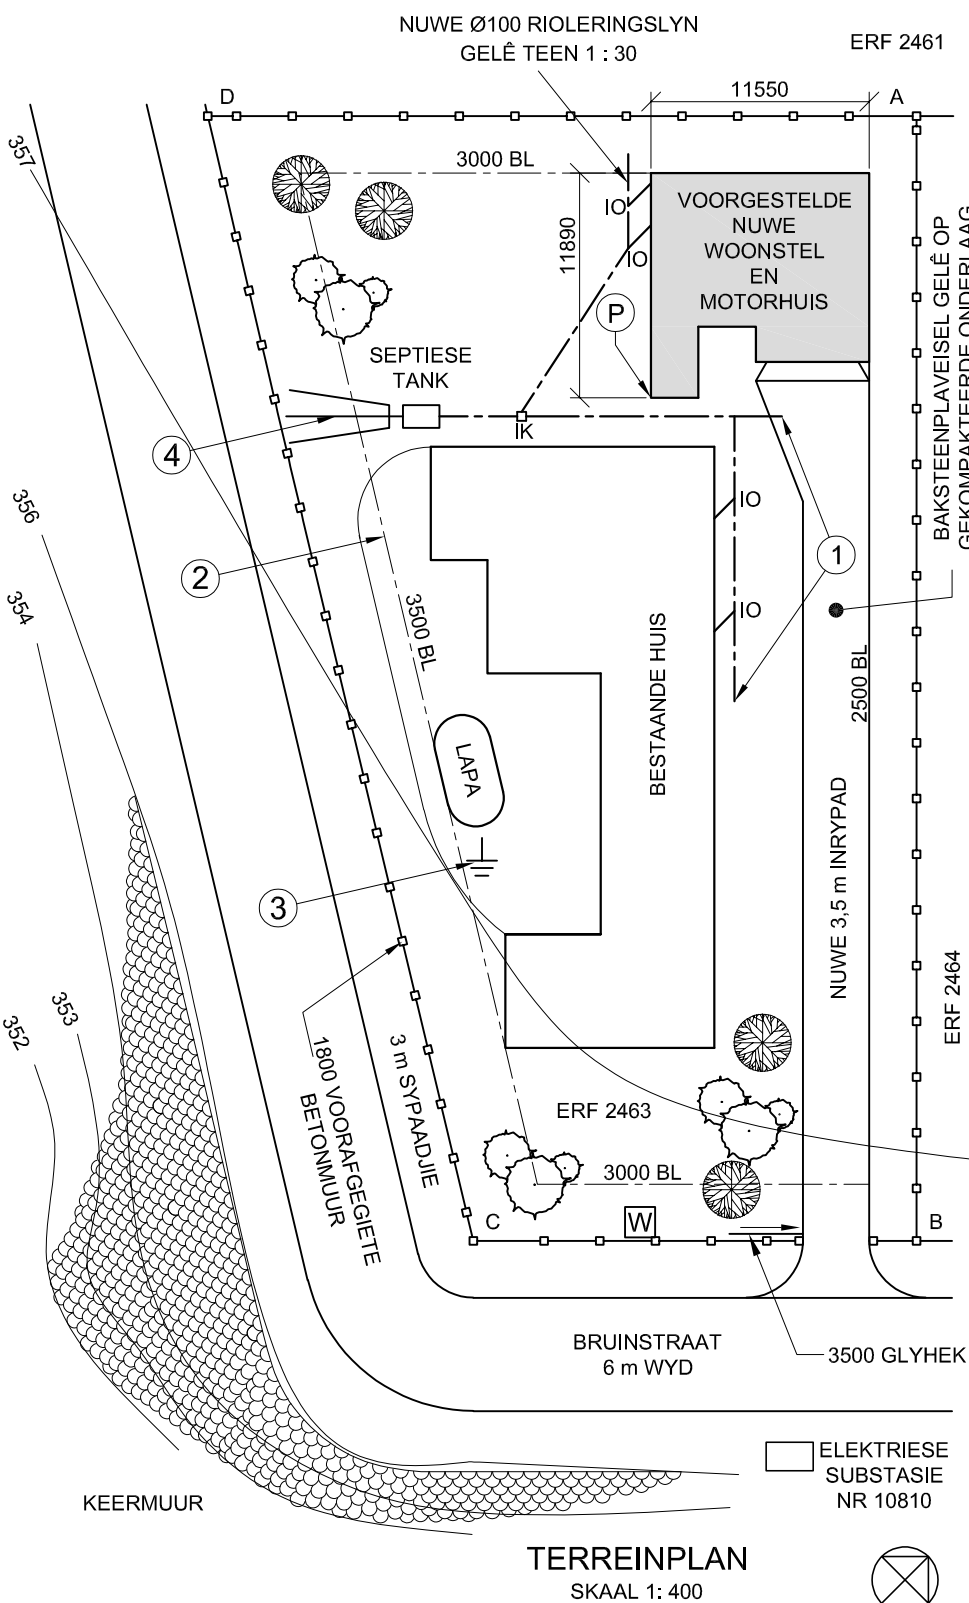 NUWE Ø100 RIOLERINGSLYN
GELÊ TEEN 1 : 30
ERF 2461
11550
D
A
357
3000 BL
11890
IO
IO
VOORGESTELDE
NUWE
WOONSTEL
EN
MOTORHUIS
P
BAKSTEENPLAVEISEL GELÊ OP
GEKOMPAKTEERDE ONDERLAAG
SEPTIESE
TANK
4
IK
356
2
IO
1
IO
354
3500 BL
2500 BL
BESTAANDE HUIS
LAPA
3
NUWE 3,5 m INRYPAD
ERF 2464
353
352
1800 VOORAFGEGIETE
BETONMUUR
3 m SYPAADJIE
ERF 2463
3000 BL
C
W
B
BRUINSTRAAT
6 m WYD
3500 GLYHEK
ELEKTRIESE
SUBSTASIE
NR 10810
KEERMUUR
TERREINPLAN
SKAAL 1: 400